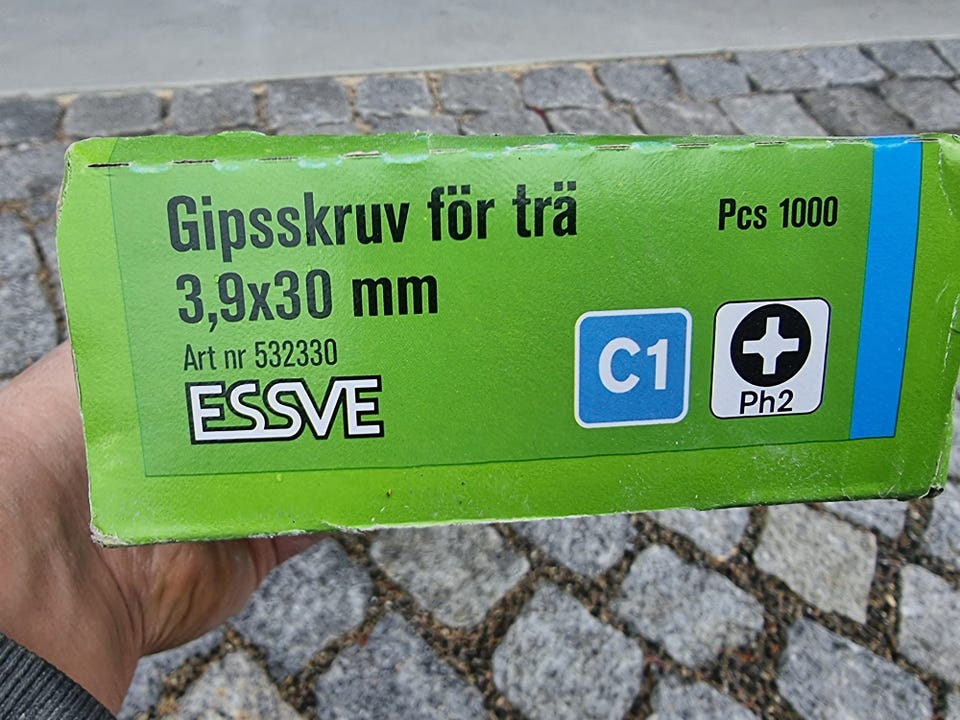 Gipsskruv för trä
Pcs 1000
3,9x30 mm
Art nr 532330
ESSVE
C1
Ph2